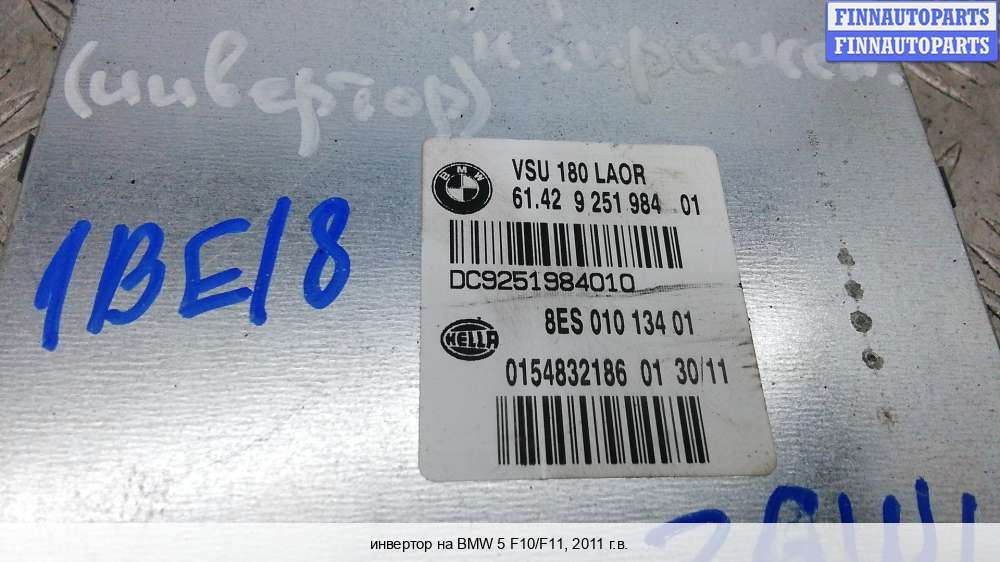 FINNAUTOPARTS
FINNAUTOPARTS
(инвертор)
1BE18
BMW
VSU 180 LAOR
61.42 9 251 984 01
DC9251984010
HELLA
8ES 010 134 01
0154832186 01 30/11
инвертор на BMW 5 F10/F11, 2011 г.в.